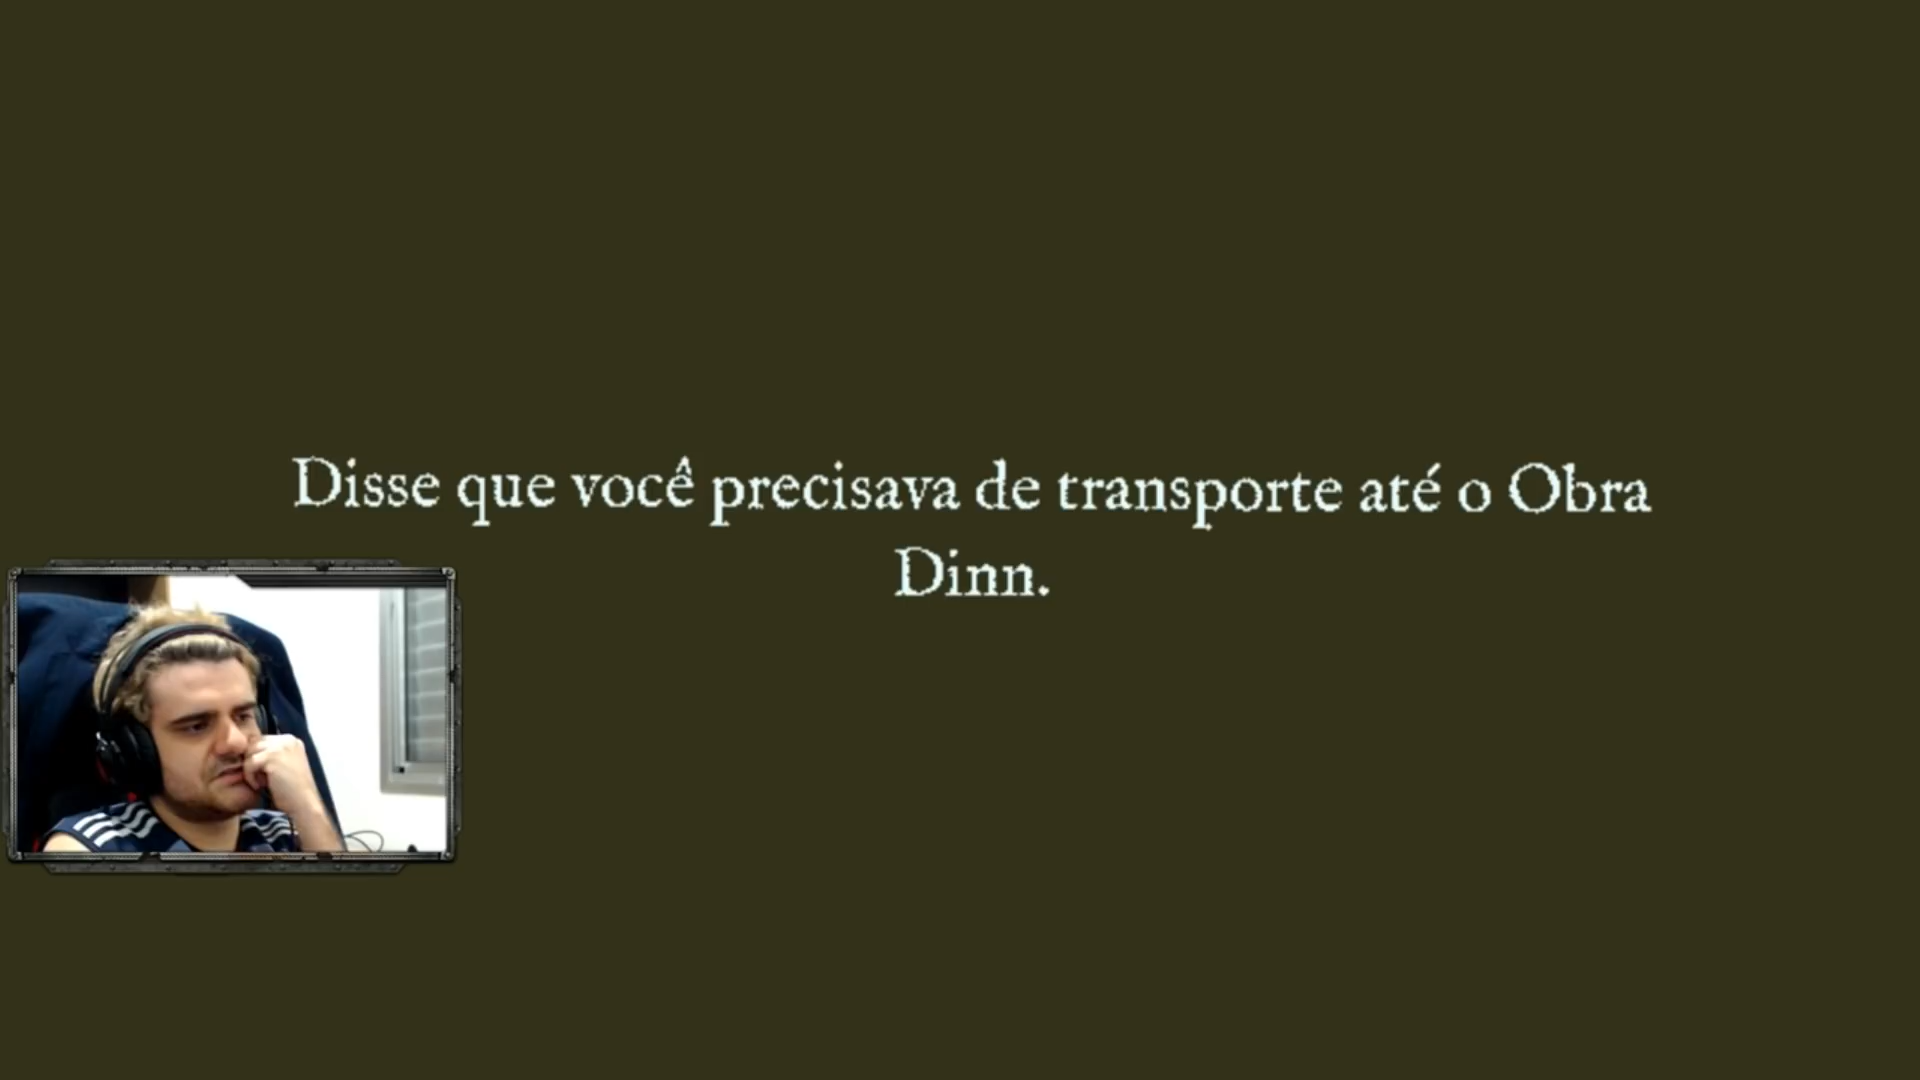 Disse que você precisava de transporte até o Obra
Dinn.